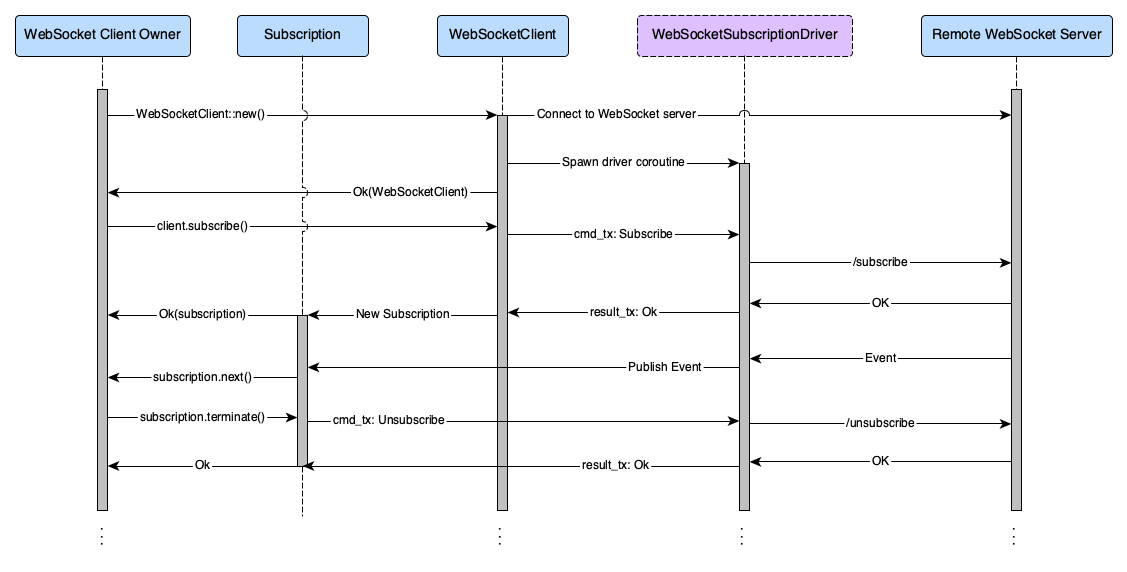 WebSocket Client Owner
Subscription
WebSocketClient
WebSocketSubscriptionDriver
Remote WebSocket Server
WebSocketClient::new()
Connect to WebSocket server
Spawn driver coroutine
Ok(WebSocketClient)
client.subscribe()
cmd_tx: Subscribe
/subscribe
OK
Ok(subscription)
New Subscription
result_tx: Ok
Event
Publish Event
subscription.next()
subscription.terminate()
cmd_tx: Unsubscribe
/unsubscribe
OK
Ok
result_tx: Ok